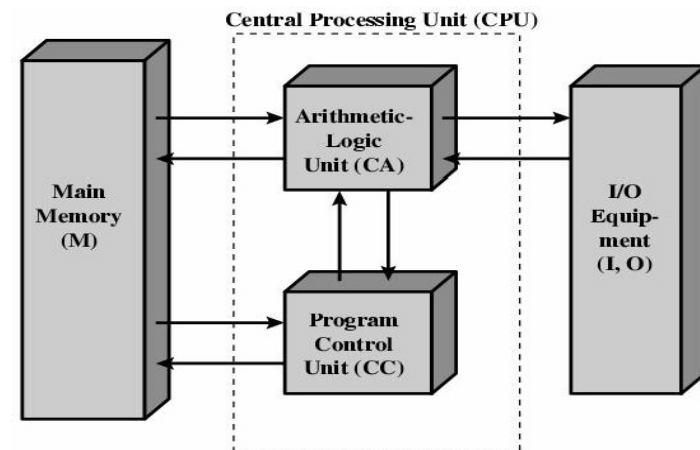 Central Processing Unit (CPU)
Arithmetic-
Logic
Unit (CA)
Main
Memory
(M)
I/O
Equip-
ment
(I, O)
Program
Control
Unit (CC)